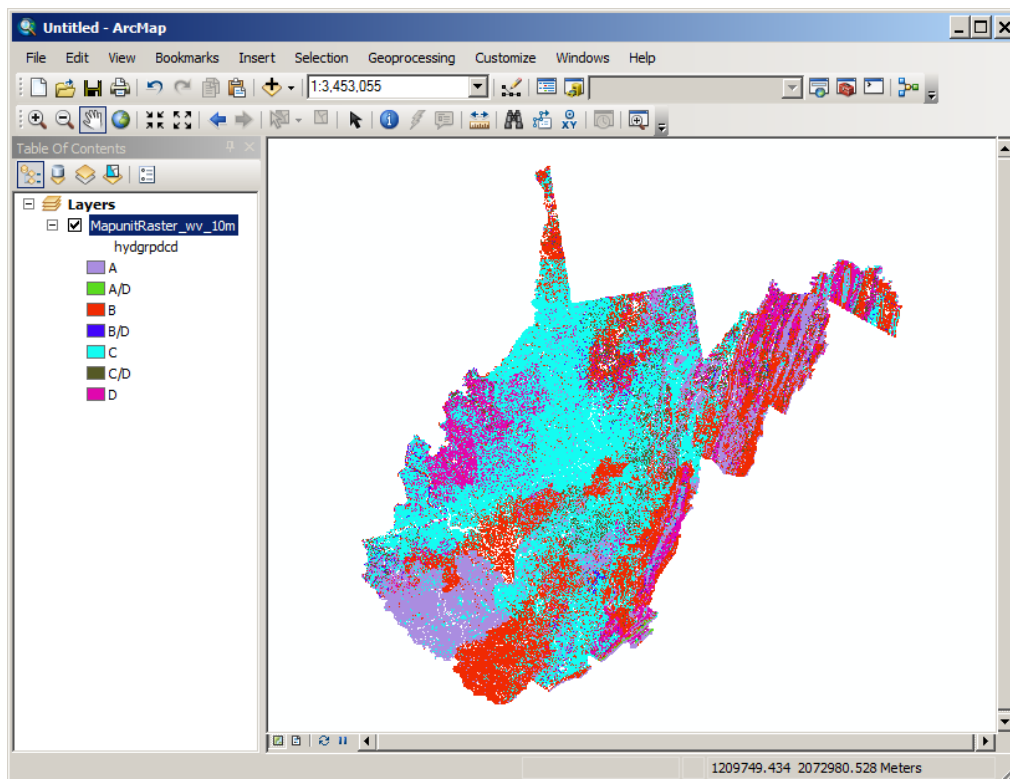 Untitled - ArcMap
File Edit View Bookmarks Insert Selection Geoprocessing Customize Windows Help
1:3,453,055
XY
Table Of Contents
Layers
MapunitRaster_wv_10m
hydgrpdcd
A
A/D
B
B/D
C
C/D
D
1209749.434 2072980.528 Meters